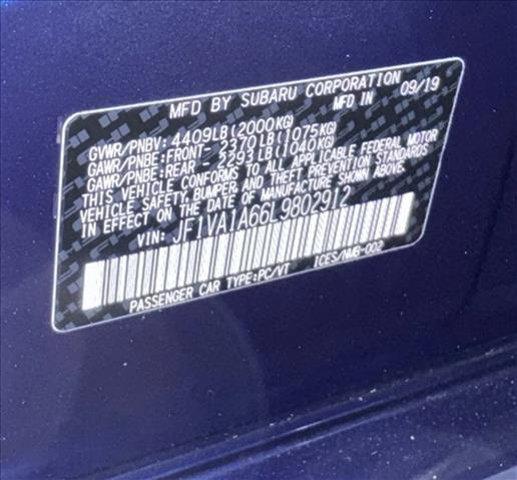 MFD BY SUBARU CORPORATION
MFD IN 09/19
GVWR/PNBV: 4409LB(2000KG)
GAWR/PNBE:FRONT- 2370LB(1075KG)
GAWR/PNBE:REAR - 2293LB(1040KG)
THIS VEHICLE CONFORMS TO ALL APPLICABLE FEDERAL MOTOR
VEHICLE SAFETY, BUMPER, AND THEFT PREVENTION STANDARDS
IN EFFECT ON THE DATE OF MANUFACTURE SHOWN ABOVE.
VIN: JF1VA1A66L9802912
PASSENGER CAR TYPE:PC/VT ICES/NMB-002